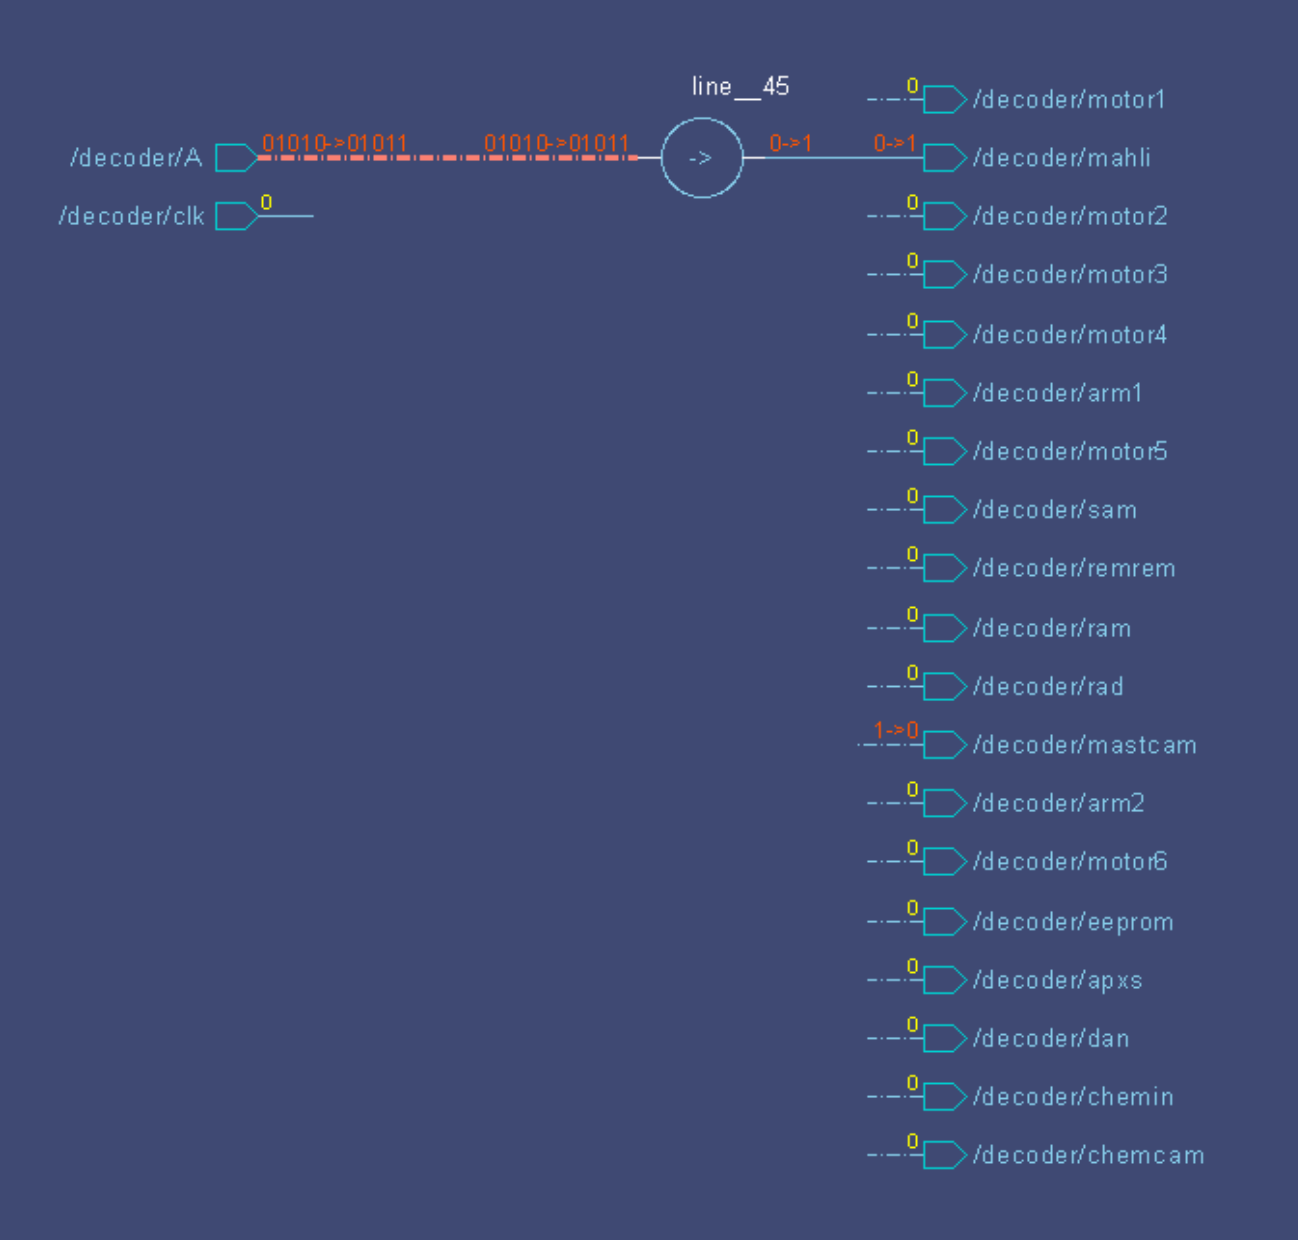 line__45
0 /decoder/motor1
/decoder/A 01010->01011 01010->01011 -> 0->1 0->1 /decoder/mahli
/decoder/clk 0 0 /decoder/motor2
0 /decoder/motor3
0 /decoder/motor4
0 /decoder/arm1
0 /decoder/motor5
0 /decoder/sam
0 /decoder/remrem
0 /decoder/ram
0 /decoder/rad
1->0 /decoder/mastcam
0 /decoder/arm2
0 /decoder/motor6
0 /decoder/eeprom
0 /decoder/apxs
0 /decoder/dan
0 /decoder/chemin
0 /decoder/chemcam